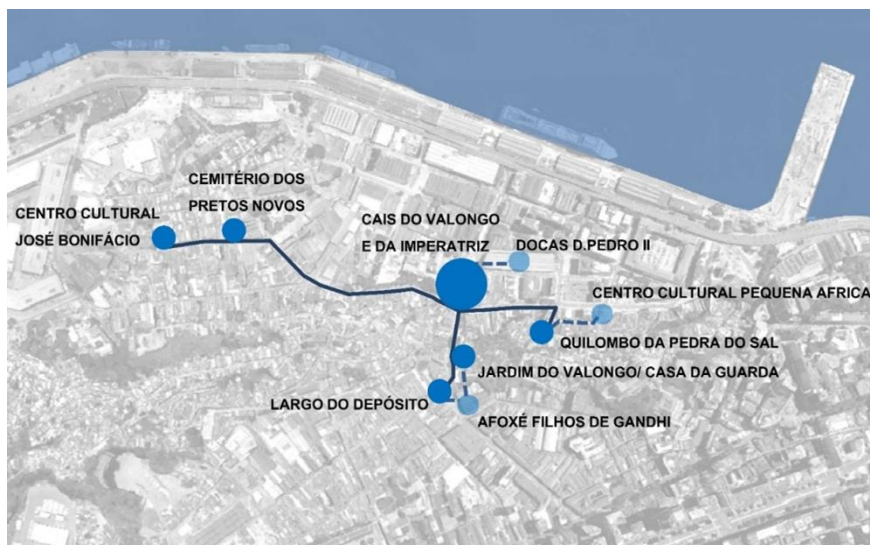 CEMITÉRIO DOS
PRETOS NOVOS
CENTRO CULTURAL
JOSÉ BONIFÁCIO
CAIS DO VALONGO
E DA IMPERATRIZ
DOCAS D.PEDRO II
CENTRO CULTURAL PEQUENA AFRICA
QUILOMBO DA PEDRA DO SAL
JARDIM DO VALONGO/ CASA DA GUARDA
LARGO DO DEPÓSITO
AFOXÉ FILHOS DE GANDHI